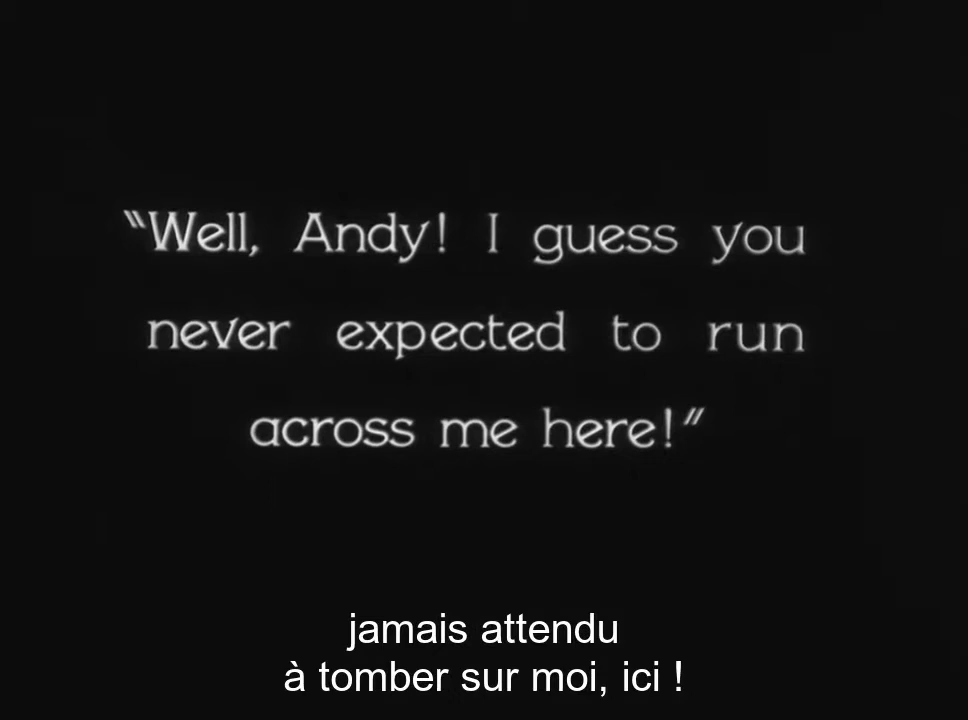 “Well, Andy! I guess you
never expected to run
across me here!”
jamais attendu
à tomber sur moi, ici !